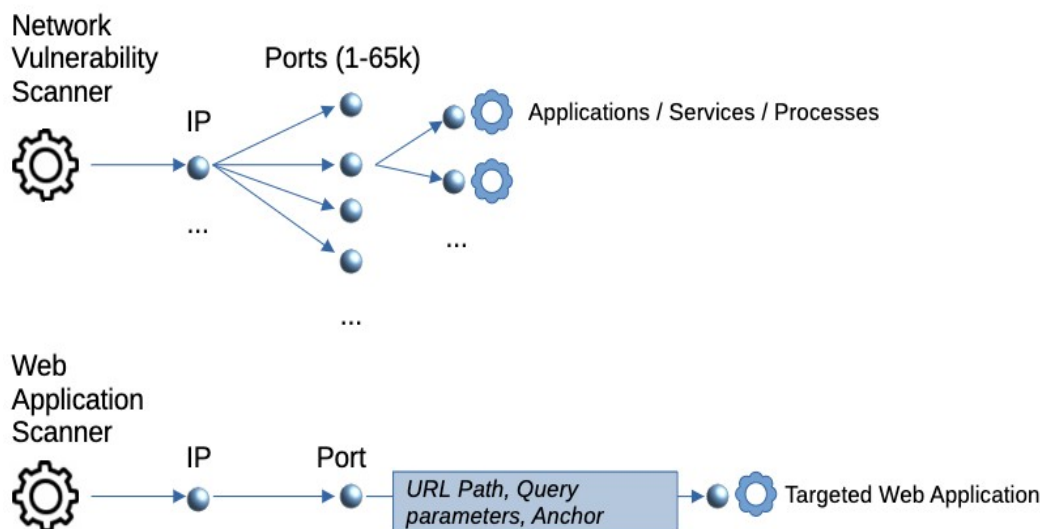 Network
Vulnerability
Scanner
Ports (1-65k)
IP
Applications / Services / Processes
...
...
...
Web
Application
Scanner
IP
Port
URL Path, Query
parameters, Anchor
Targeted Web Application